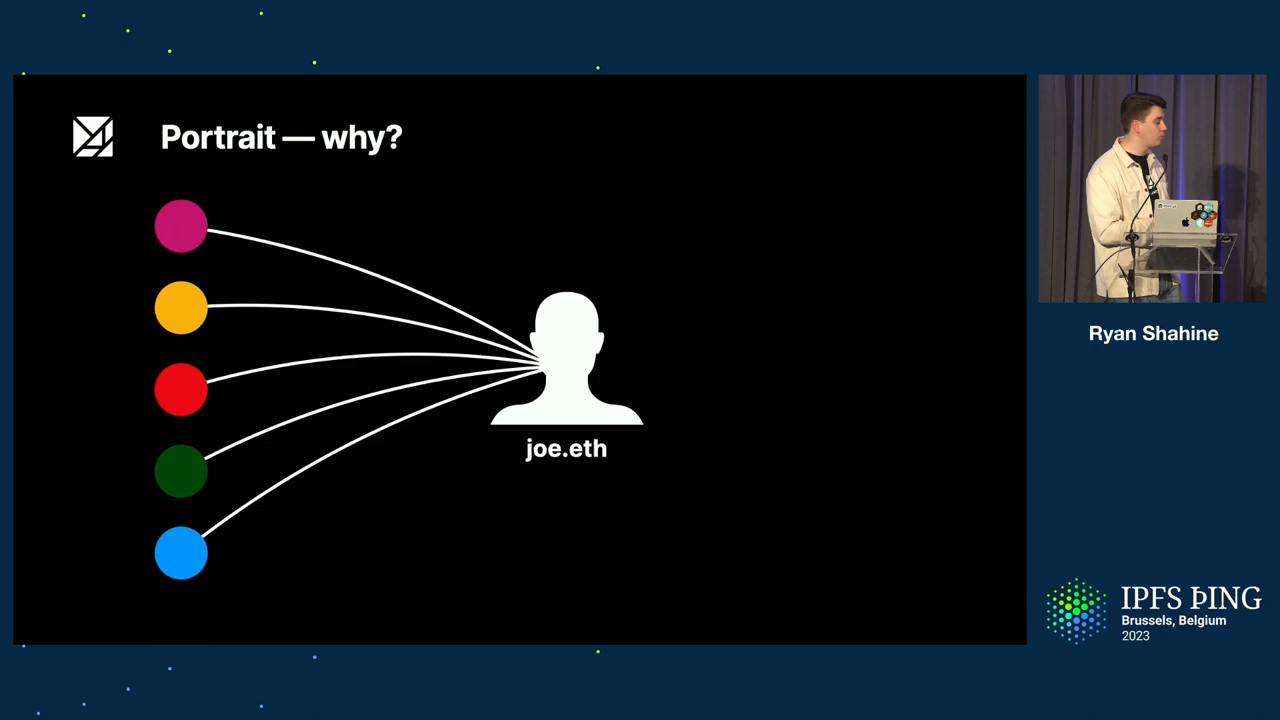 Portrait — why?
joe.eth
Ryan Shahine
IPFS ÞING
Brussels, Belgium
2023